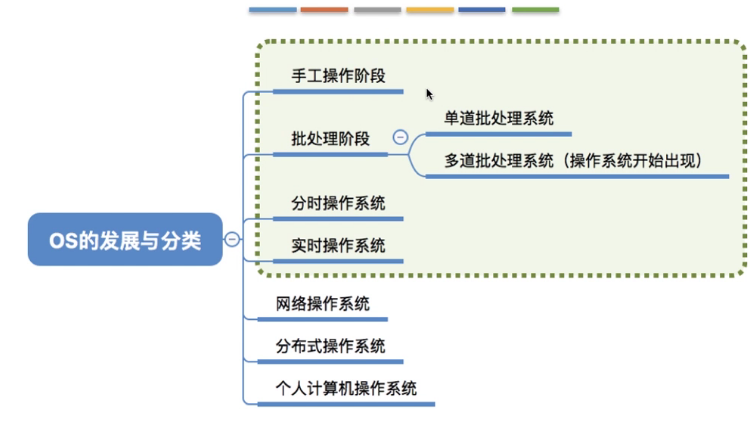 手工操作阶段
单道批处理系统
批处理阶段
多道批处理系统（操作系统开始出现）
分时操作系统
OS的发展与分类
实时操作系统
网络操作系统
分布式操作系统
个人计算机操作系统